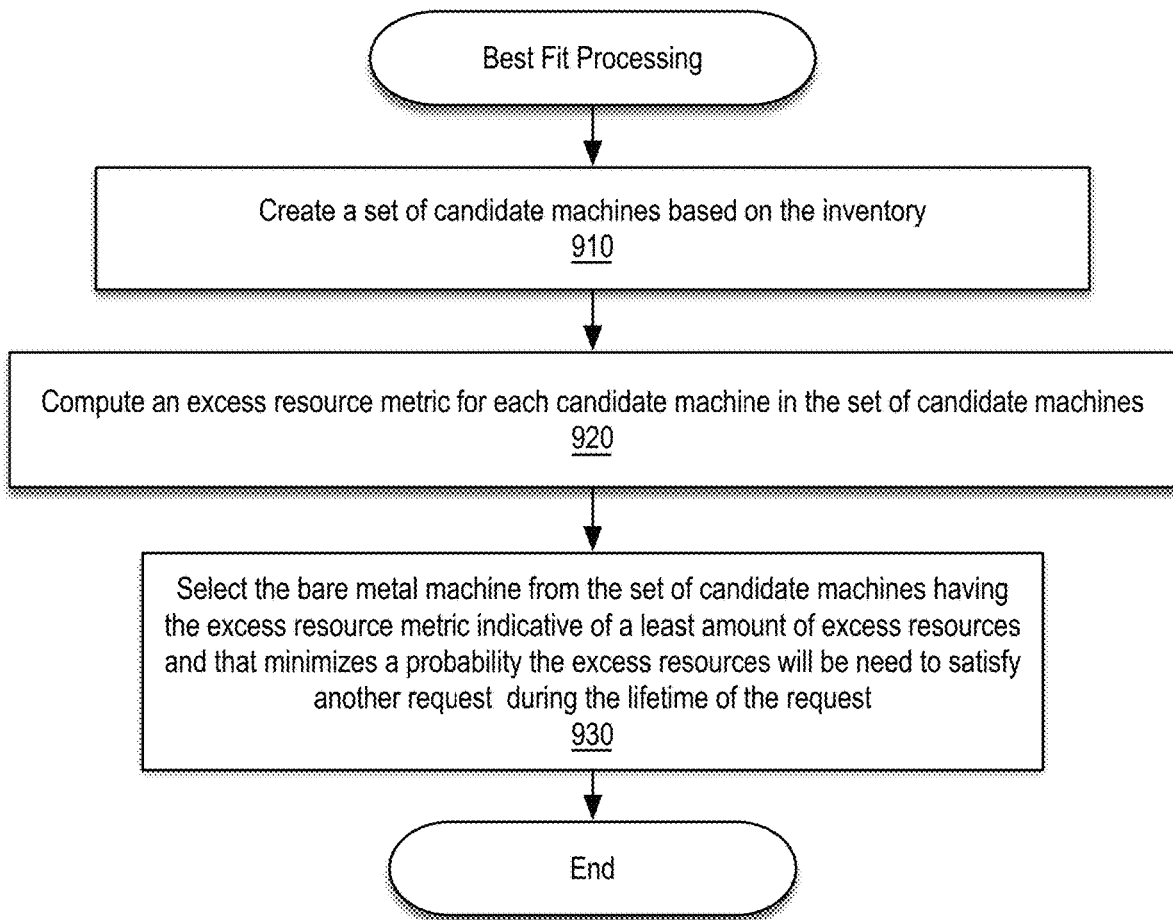 Best Fit Processing
Create a set of candidate machines based on the inventory
910
Compute an excess resource metric for each candidate machine in the set of candidate machines
920
Select the bare metal machine from the set of candidate machines having
the excess resource metric indicative of a least amount of excess resources
and that minimizes a probability the excess resources will be need to satisfy
another request during the lifetime of the request
930
End